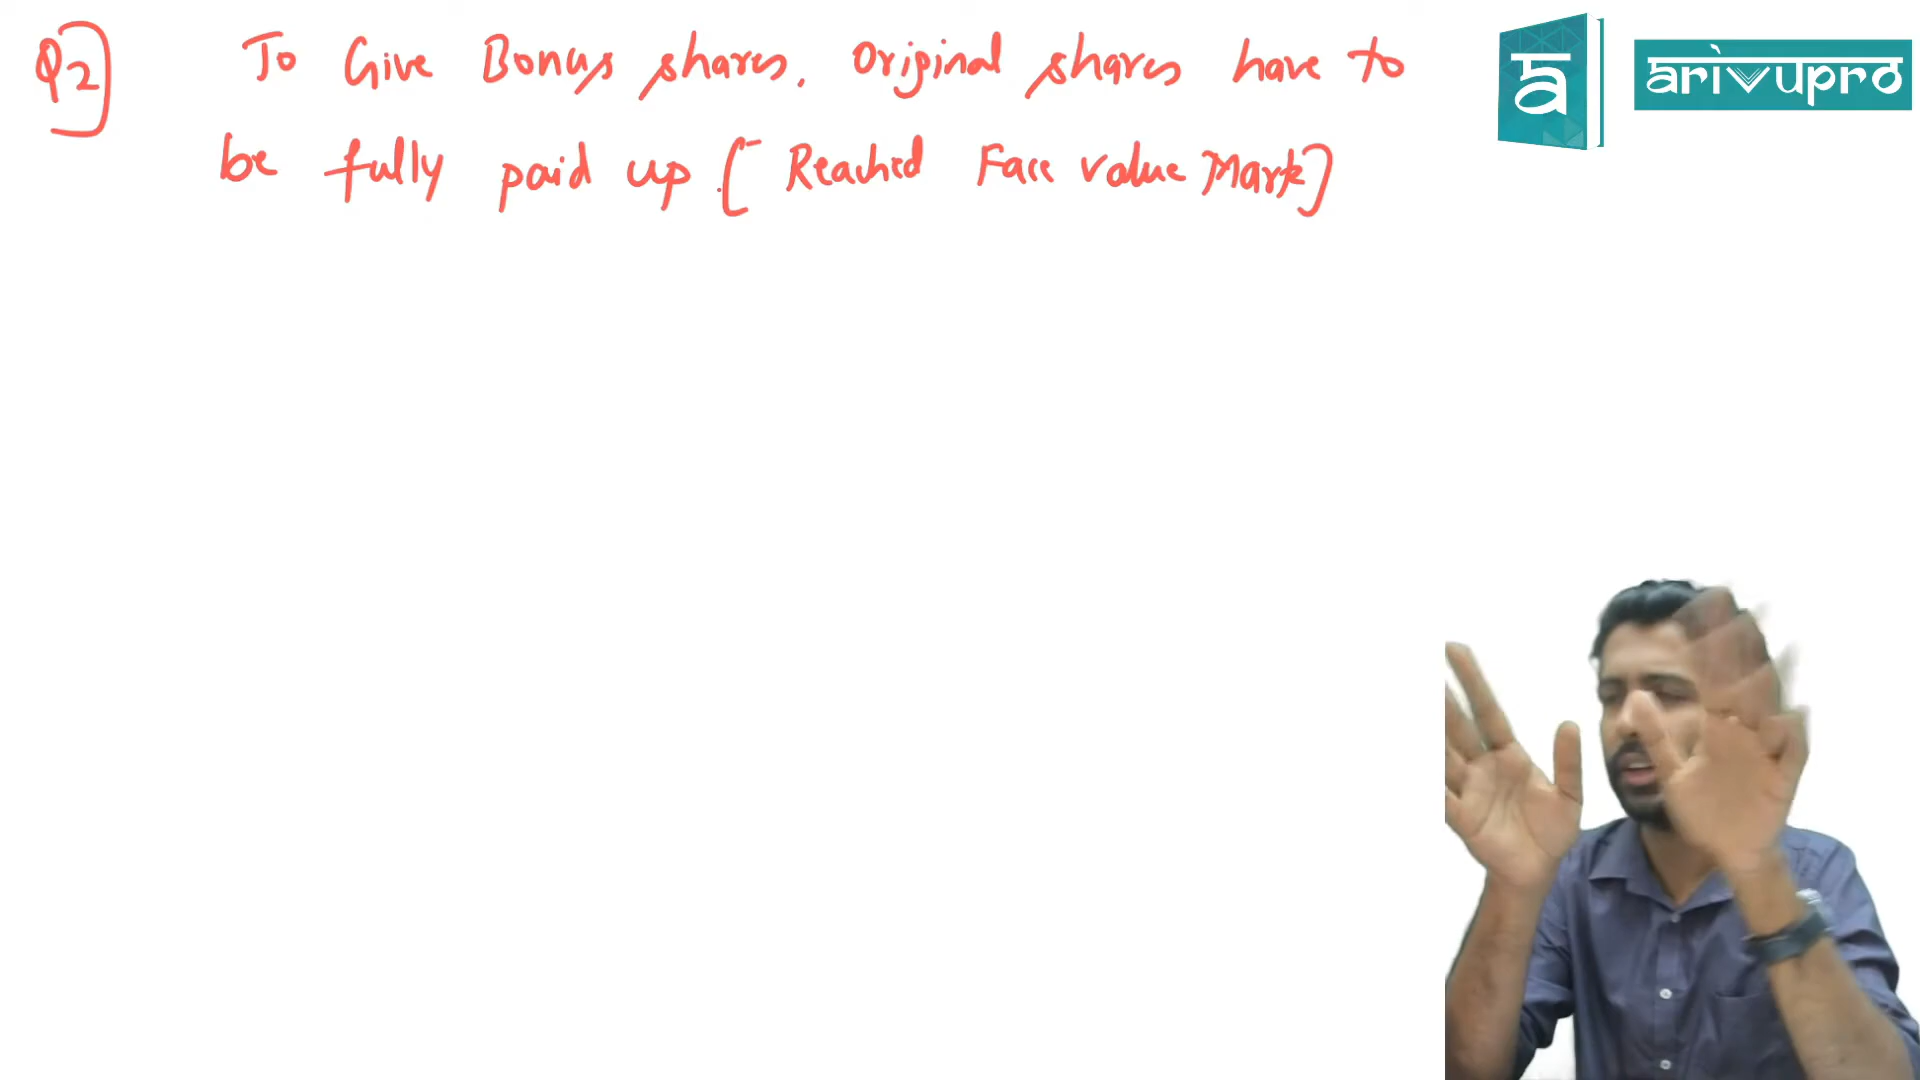 Q2] To Give Bonus shares. Original shares have to
be fully paid up [Reached Face value Mark]
a
arivupro